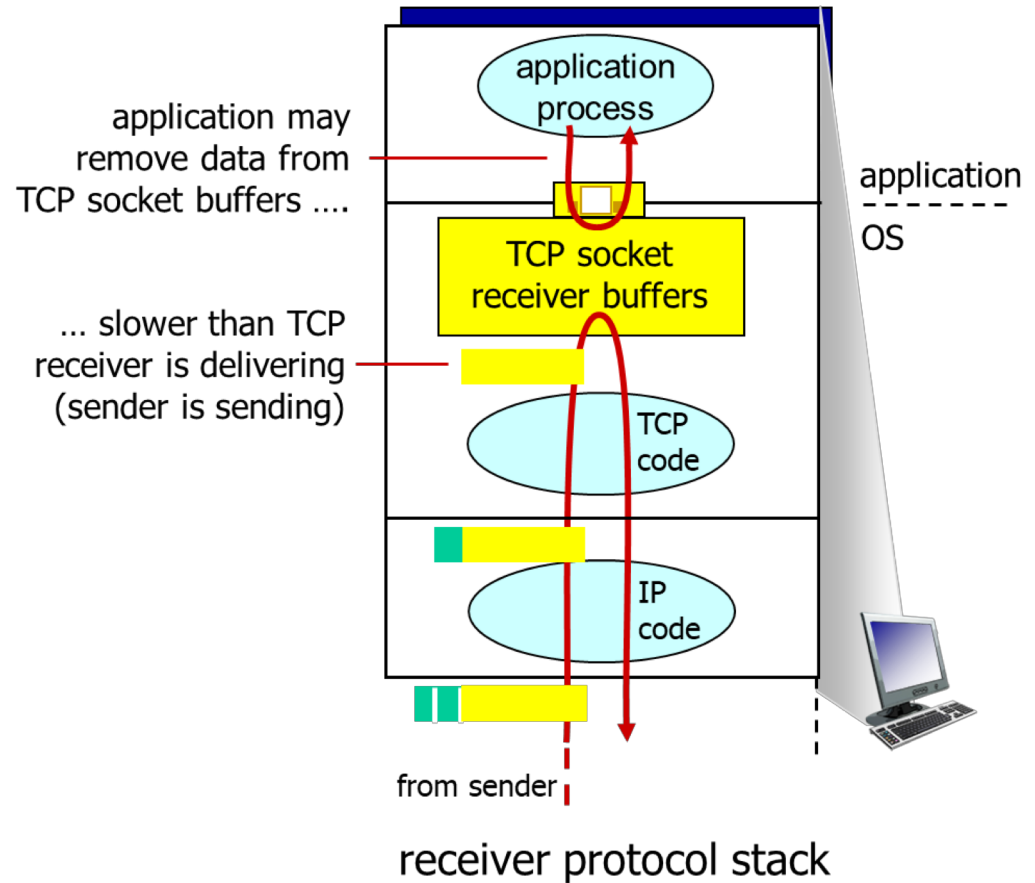 application
process
application may
remove data from
TCP socket buffers ….
application
OS
TCP socket
receiver buffers
… slower than TCP
receiver is delivering
(sender is sending)
TCP
code
IP
code
from sender
receiver protocol stack